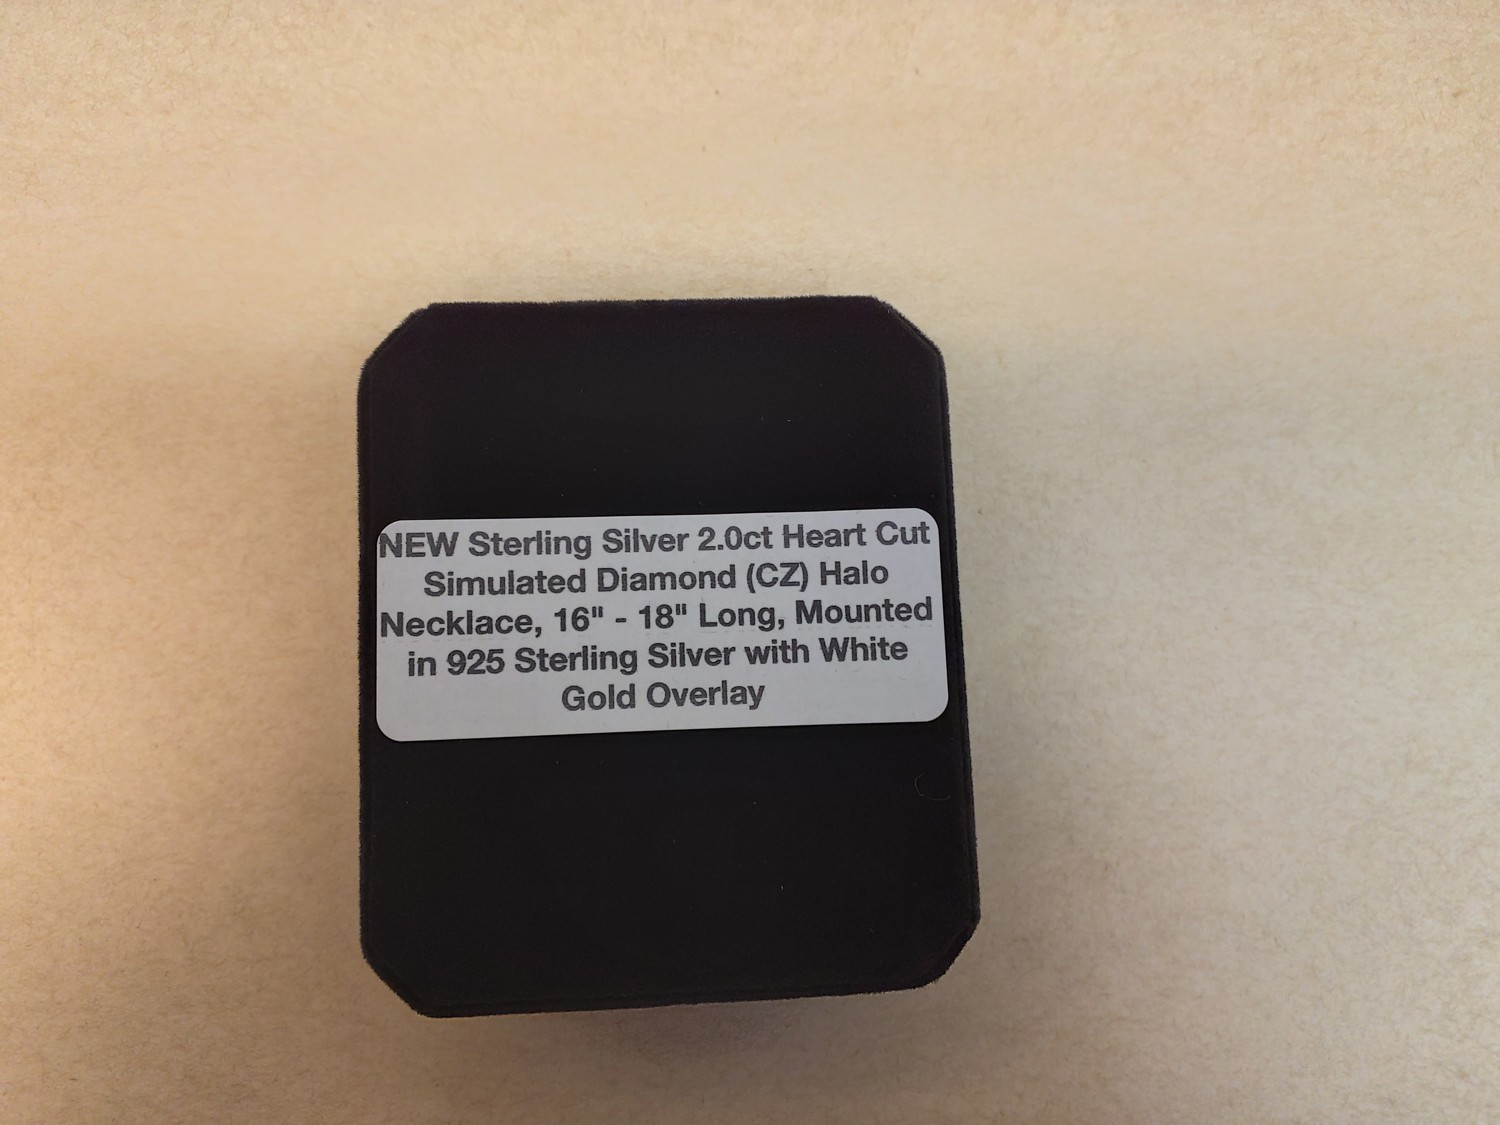 NEW Sterling Silver 2.0ct Heart Cut
Simulated Diamond (CZ) Halo
Necklace, 16" - 18" Long, Mounted
in 925 Sterling Silver with White
Gold Overlay